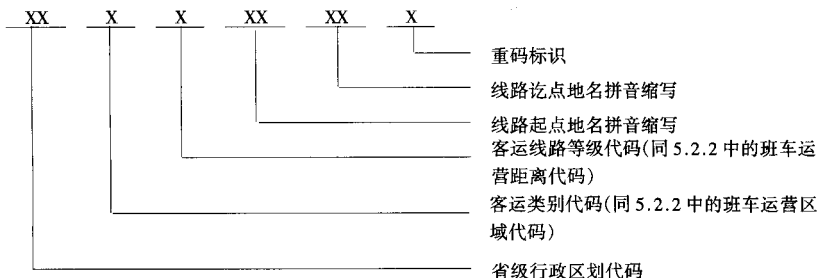 XX X X XX XX X
重码标识
线路讫点地名拼音缩写
线路起点地名拼音缩写
客运线路等级代码(同5.2.2中的班车运
营距离代码)
客运类别代码(同5.2.2中的班车运营区
域代码)
省级行政区划代码